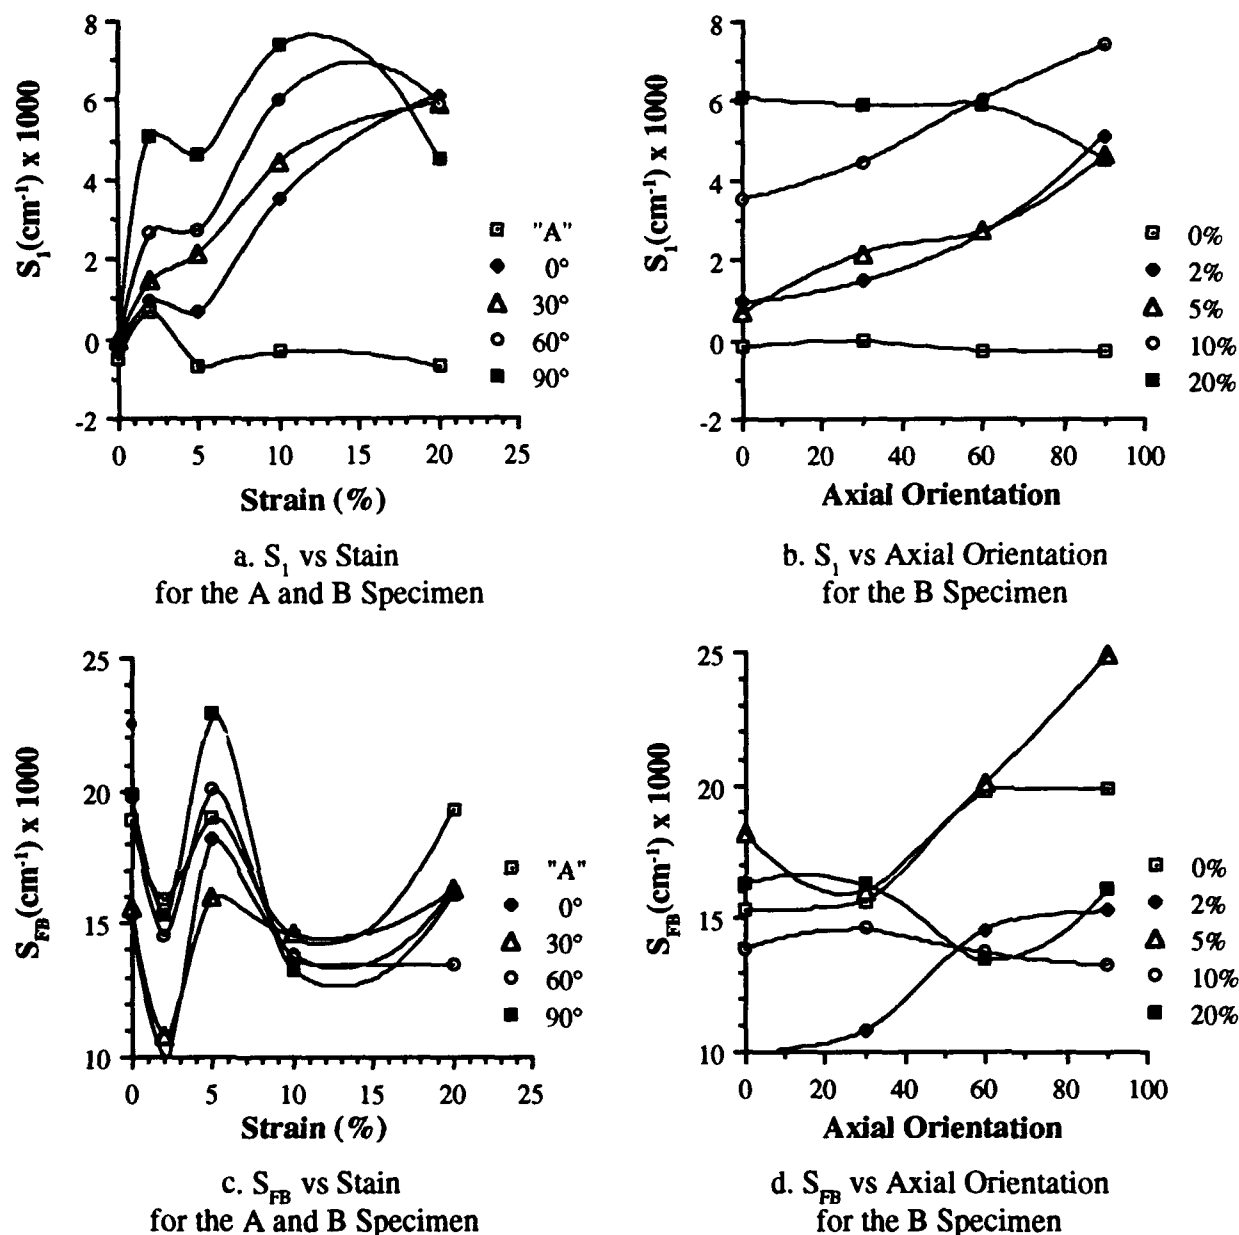 8
6
4
2
0
-2
S₁(cm⁻¹) x 1000
0 5 10 15 20 25
Strain (%)
"A"
0°
30°
60°
90°
a. S₁ vs Stain
for the A and B Specimen
8
6
4
2
0
-2
S₁(cm⁻¹) x 1000
0 20 40 60 80 100
Axial Orientation
0%
2%
5%
10%
20%
b. S₁ vs Axial Orientation
for the B Specimen
25
20
15
10
S_FB(cm⁻¹) x 1000
0 5 10 15 20 25
Strain (%)
"A"
0°
30°
60°
90°
c. S_FB vs Stain
for the A and B Specimen
25
20
15
10
S_FB(cm⁻¹) x 1000
0 20 40 60 80 100
Axial Orientation
0%
2%
5%
10%
20%
d. S_FB vs Axial Orientation
for the B Specimen